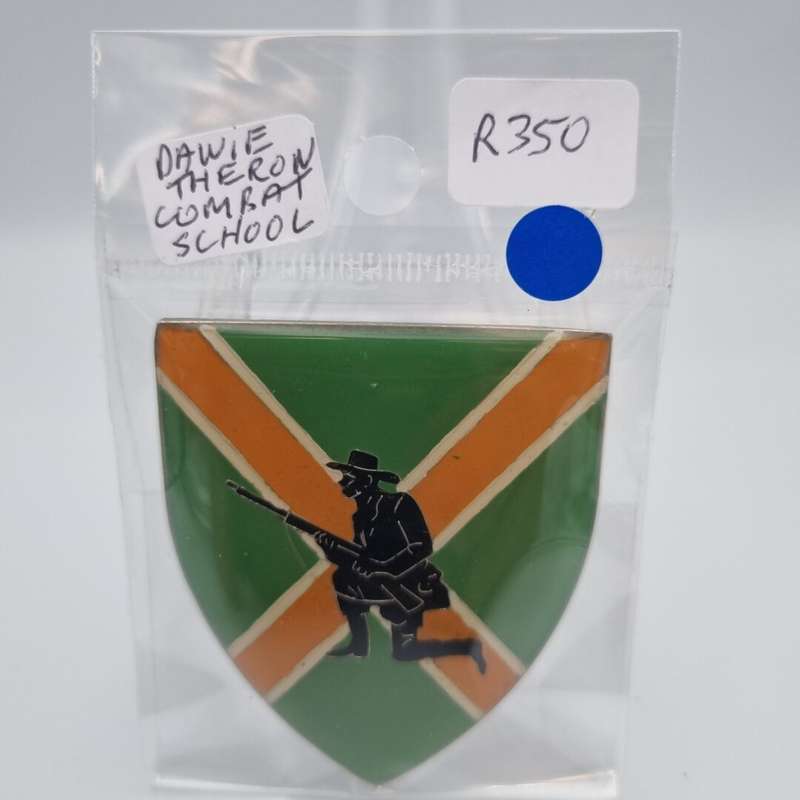 DAWIE
THERON
COMBAT
SCHOOL
R350